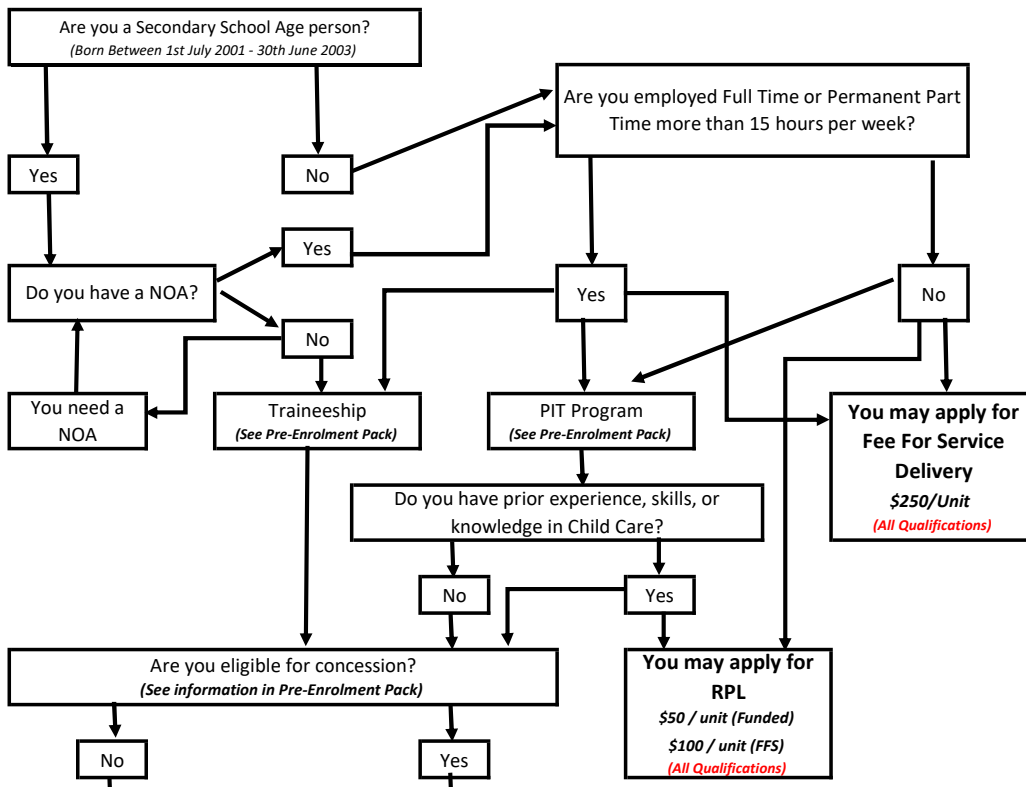 Are you a Secondary School Age person?
(Born Between 1st July 2001 - 30th June 2003)
Are you employed Full Time or Permanent Part
Time more than 15 hours per week?
Yes
No
Yes
Do you have a NOA?
Yes
No
No
You need a
NOA
Traineeship
(See Pre-Enrolment Pack)
PIT Program
(See Pre-Enrolment Pack)
You may apply for
Fee For Service
Delivery
$250/Unit
(All Qualifications)
Do you have prior experience, skills, or
knowledge in Child Care?
No
Yes
Are you eligible for concession?
(See information in Pre-Enrolment Pack)
You may apply for
RPL
$50 / unit (Funded)
$100 / unit (FFS)
(All Qualifications)
No
Yes